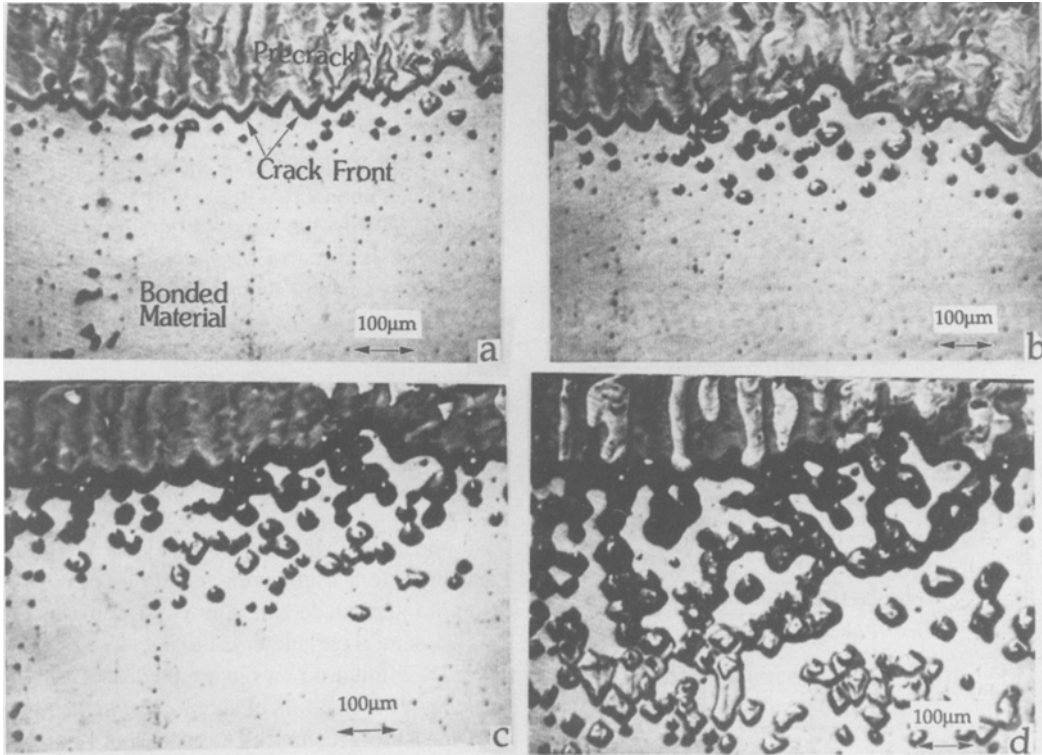 Precrack
Crack Front
Bonded
Material
100μm
a
100μm
b
100μm
c
100μm
d